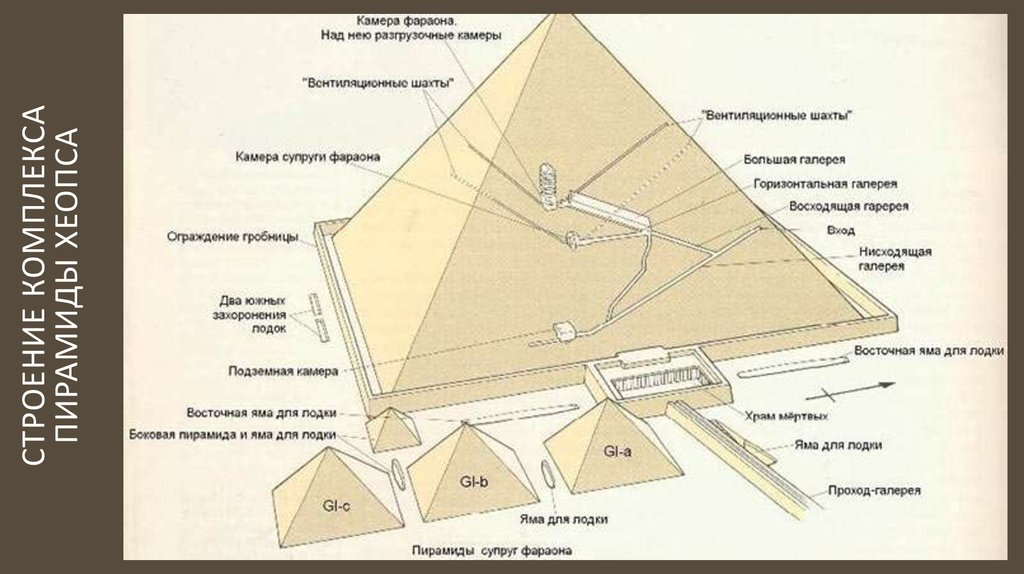 СТРОЕНИЕ КОМПЛЕКСА
ПИРАМИДЫ ХЕОПСА
Камера фараона.
Над нею разгрузочные камеры
"Вентиляционные шахты"
"Вентиляционные шахты"
Камера супруги фараона
Большая галерея
Горизонтальная галерея
Восходящая гаререя
Вход
Нисходящая
галерея
Ограждение гробницы
Два южных
захоронения
лодок
Подземная камера
Восточная яма для лодки
Восточная яма для лодки
Боковая пирамида и яма для лодки
Храм мёртвых
Яма для лодки
Проход-галерея
GI-a
GI-b
GI-c
Яма для лодки
Пирамиды супруг фараона